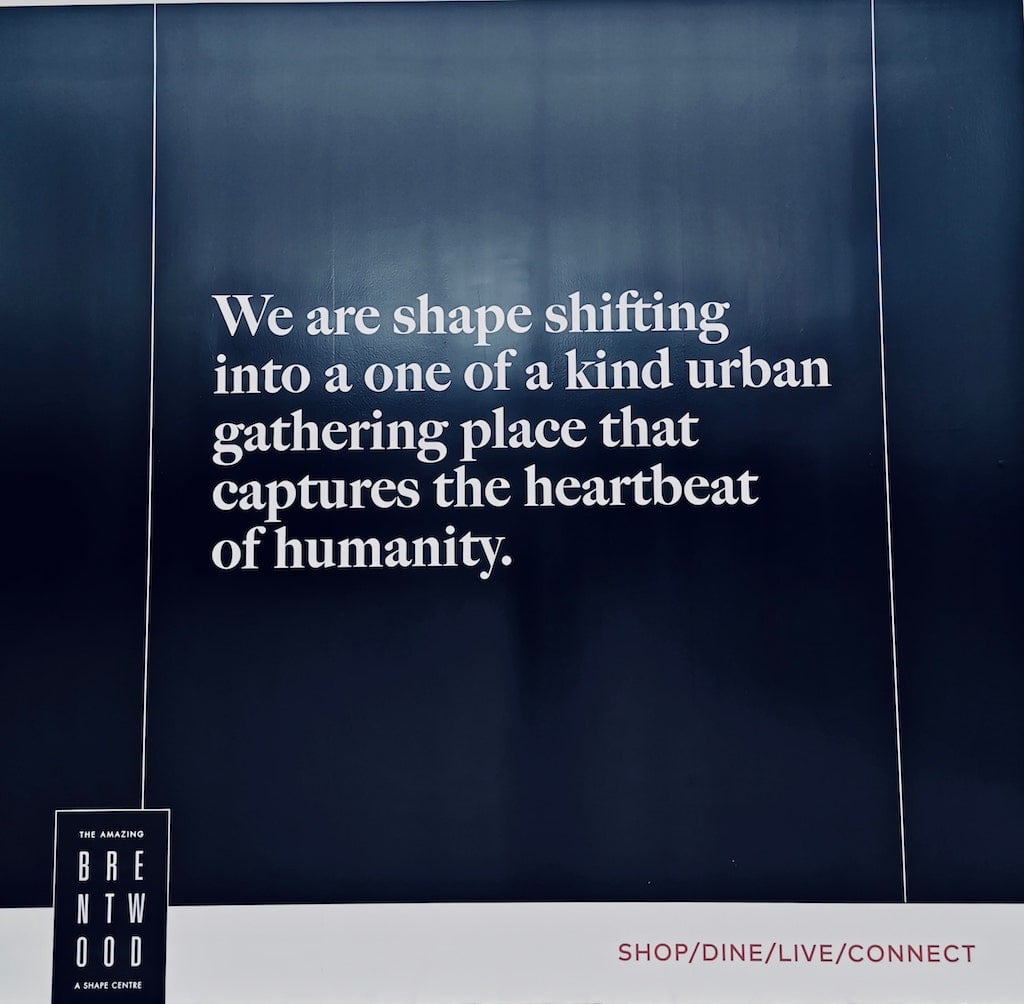 We are shape shifting
into a one of a kind urban
gathering place that
captures the heartbeat
of humanity.
THE AMAZING
BRE
NTW
OOD
A SHAPE CENTRE
SHOP/DINE/LIVE/CONNECT